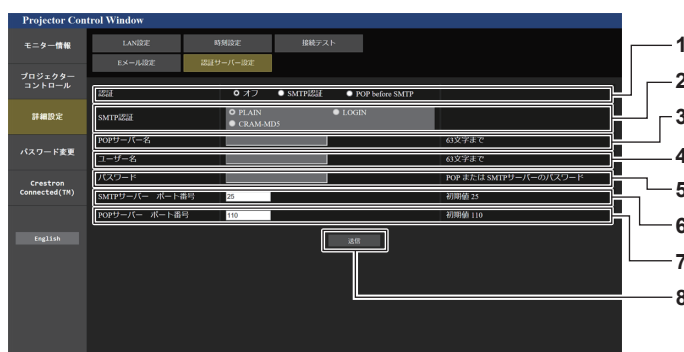 Projector Control Window
モニター情報
プロジェクター
コントロール
詳細設定
パスワード変更
Crestron
Connected(TM)
English
LAN設定 時刻設定 接続テスト
Eメール設定 認証サーバー設定
認証 オフ SMTP認証 POP before SMTP
SMTP認証 PLAIN LOGIN
CRAM-MD5
POPサーバー名 63文字まで
ユーザー名 63文字まで
パスワード POP または SMTPサーバーのパスワード
SMTPサーバー ポート番号 25 初期値 25
POPサーバー ポート番号 110 初期値 110
送信
1
2
3
4
5
6
7
8